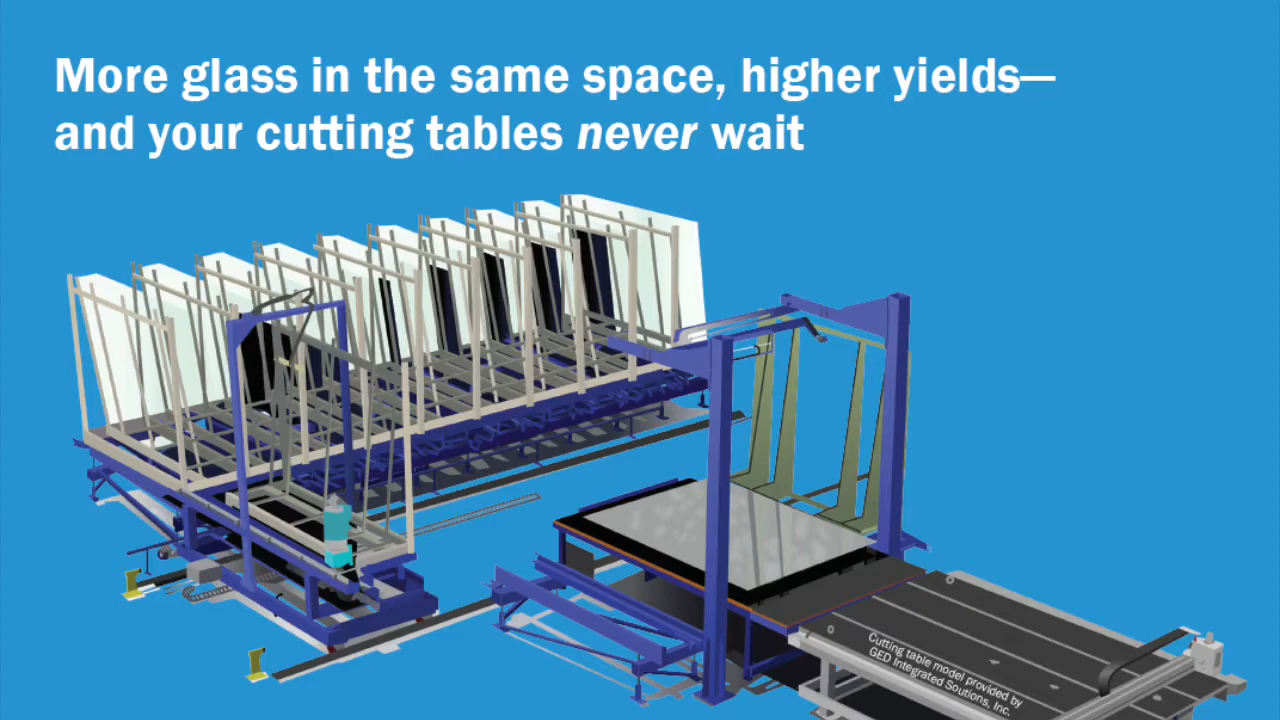 More glass in the same space, higher yields—
and your cutting tables never wait
Cutting table model provided by
GED Integrated Soutions, Inc.